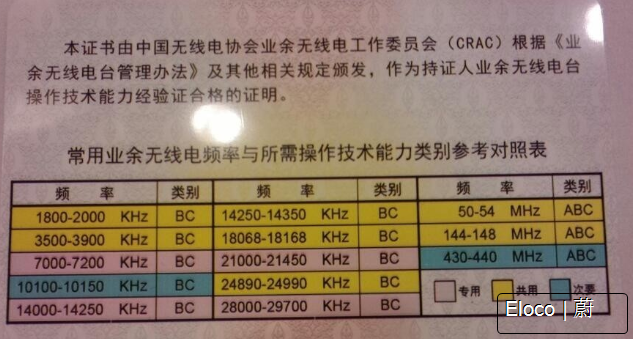 本证书由中国无线电协会业余无线电工作委员会（CRAC）根据《业
余无线电台管理办法》及其他相关规定颁发，作为持证人业余无线电台
操作技术能力经验证合格的证明。
常用业余无线电频率与所需操作技术能力类别参考对照表
频 率 类别 频 率 类别 频 率 类别
1800-2000 KHz BC 14250-14350 KHz BC 50-54 MHz ABC
3500-3900 KHz BC 18068-18168 KHz BC 144-148 MHz ABC
7000-7200 KHz BC 21000-21450 KHz BC 430-440 MHz ABC
10100-10150 KHz BC 24890-24990 KHz BC 专用 共用 次要
14000-14250 KHz BC 28000-29700 KHz BC
Eloco | 蔚